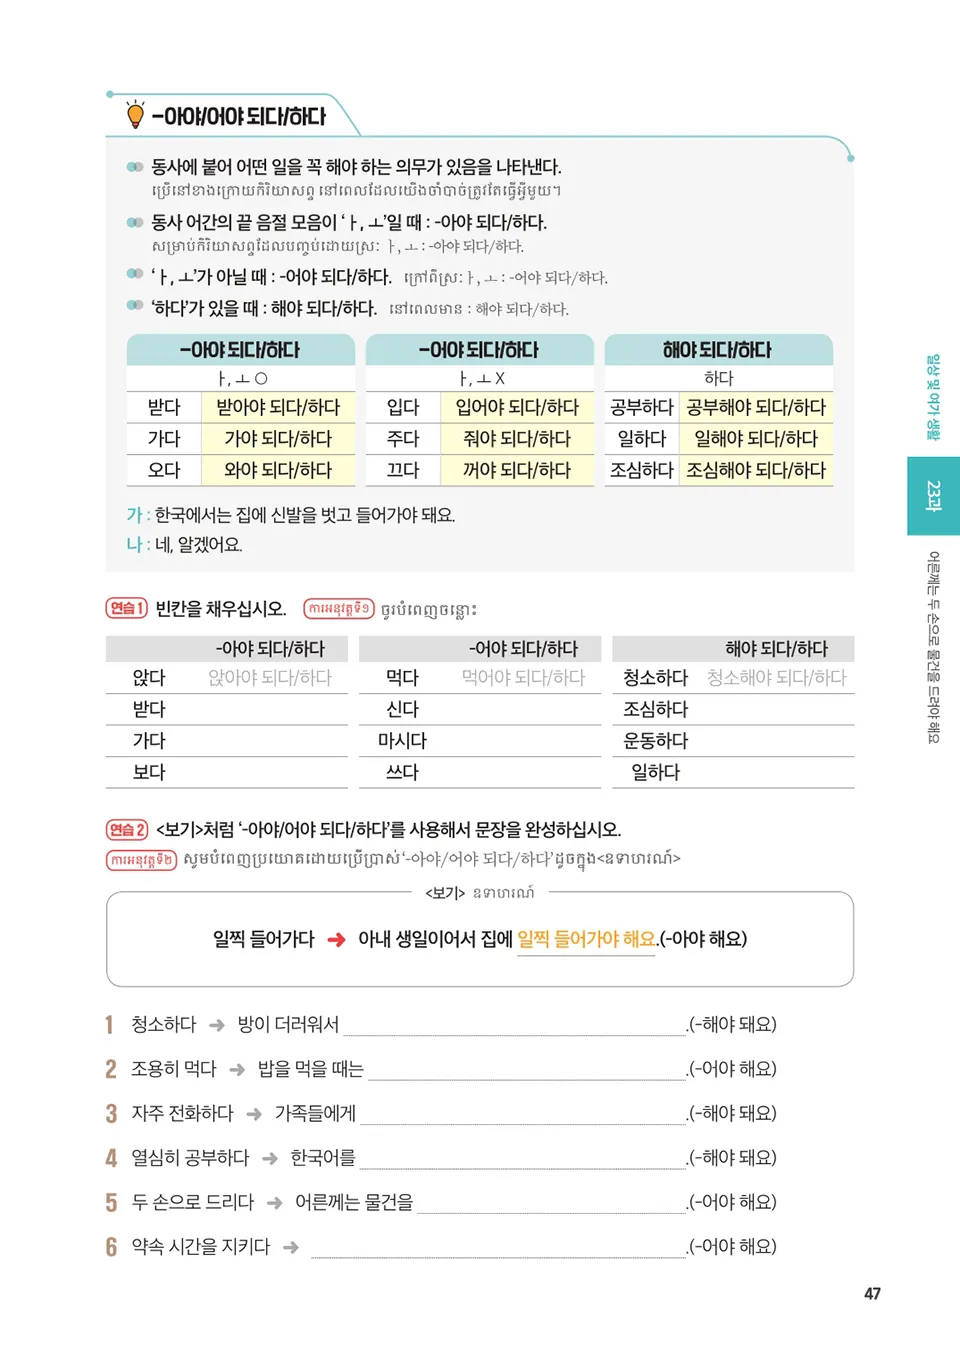 -아야/어야 되다/하다
동사에 붙어 어떤 일을 꼭 해야 하는 의무가 있음을 나타낸다.
ប្រើនៅខាងក្រោយកិរិយាសព្ទ នៅពេលដែលយើងចាំបាច់ត្រូវតែធ្វើអ្វីមួយ។
동사 어간의 끝 음절 모음이 ‘ㅏ, ㅗ’일 때 : -아야 되다/하다.
សម្រាប់កិរិយាសព្ទដែលបញ្ចប់ដោយស្រៈ ㅏ, ㅗ : -아야 되다/하다.
‘ㅏ, ㅗ’가 아닐 때 : -어야 되다/하다. ក្រៅពីស្រៈ ㅏ, ㅗ : -어야 되다/하다.
‘하다’가 있을 때 : 해야 되다/하다. នៅពេលមាន : 해야 되다/하다.
-아야 되다/하다 -어야 되다/하다 해야 되다/하다
ㅏ, ㅗ O ㅏ, ㅗ X 하다
받다 받아야 되다/하다 입다 입어야 되다/하다 공부하다 공부해야 되다/하다
가다 가야 되다/하다 주다 줘야 되다/하다 일하다 일해야 되다/하다
오다 와야 되다/하다 끄다 꺼야 되다/하다 조심하다 조심해야 되다/하다
가 : 한국에서는 집에 신발을 벗고 들어가야 돼요.
나 : 네, 알겠어요.
연습 1 빈칸을 채우십시오. ការអនុវត្តទី១ ចូរបំពេញចន្លោះ
-아야 되다/하다 -어야 되다/하다 해야 되다/하다
앉다 앉아야 되다/하다 먹다 먹어야 되다/하다 청소하다 청소해야 되다/하다
받다 신다 조심하다
가다 마시다 운동하다
보다 쓰다 일하다
연습 2 <보기>처럼 ‘-아야/어야 되다/하다’를 사용해서 문장을 완성하십시오.
ការអនុវត្តទី២ សូមបំពេញប្រយោគដោយប្រើប្រាស់ ‘-아야/어야 되다/하다’ ដូចក្នុង<ឧទាហរណ៍>
<보기> ឧទាហរណ៍
일찍 들어가다 ➜ 아내 생일이어서 집에 일찍 들어가야 해요.(-아야 해요)
1 청소하다 ➜ 방이 더러워서 .(-해야 돼요)
2 조용히 먹다 ➜ 밥을 먹을 때는 .(-어야 해요)
3 자주 전화하다 ➜ 가족들에게 .(-해야 돼요)
4 열심히 공부하다 ➜ 한국어를 .(-해야 돼요)
5 두 손으로 드리다 ➜ 어른께는 물건을 .(-어야 해요)
6 약속 시간을 지키다 ➜ .(-어야 해요)
일상 및 여가 생활
23과
어른께는 두 손으로 물건을 드려야 해요
47